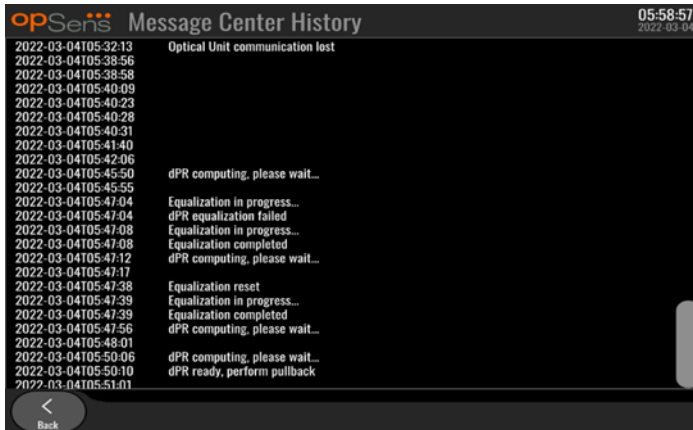 opSens Message Center History 05:58:57
2022-03-04
2022-03-04T05:32:13 Optical Unit communication lost
2022-03-04T05:38:56
2022-03-04T05:38:58
2022-03-04T05:40:09
2022-03-04T05:40:23
2022-03-04T05:40:28
2022-03-04T05:40:31
2022-03-04T05:41:40
2022-03-04T05:42:06
2022-03-04T05:45:50 dPR computing, please wait...
2022-03-04T05:45:55
2022-03-04T05:47:04 Equalization in progress...
2022-03-04T05:47:04 dPR equalization failed
2022-03-04T05:47:08 Equalization in progress...
2022-03-04T05:47:08 Equalization completed
2022-03-04T05:47:12 dPR computing, please wait...
2022-03-04T05:47:17
2022-03-04T05:47:38 Equalization reset
2022-03-04T05:47:39 Equalization in progress...
2022-03-04T05:47:39 Equalization completed
2022-03-04T05:47:56 dPR computing, please wait...
2022-03-04T05:48:01
2022-03-04T05:50:06 dPR computing, please wait...
2022-03-04T05:50:10 dPR ready, perform pullback
2022-03-04T05:51:01
Back